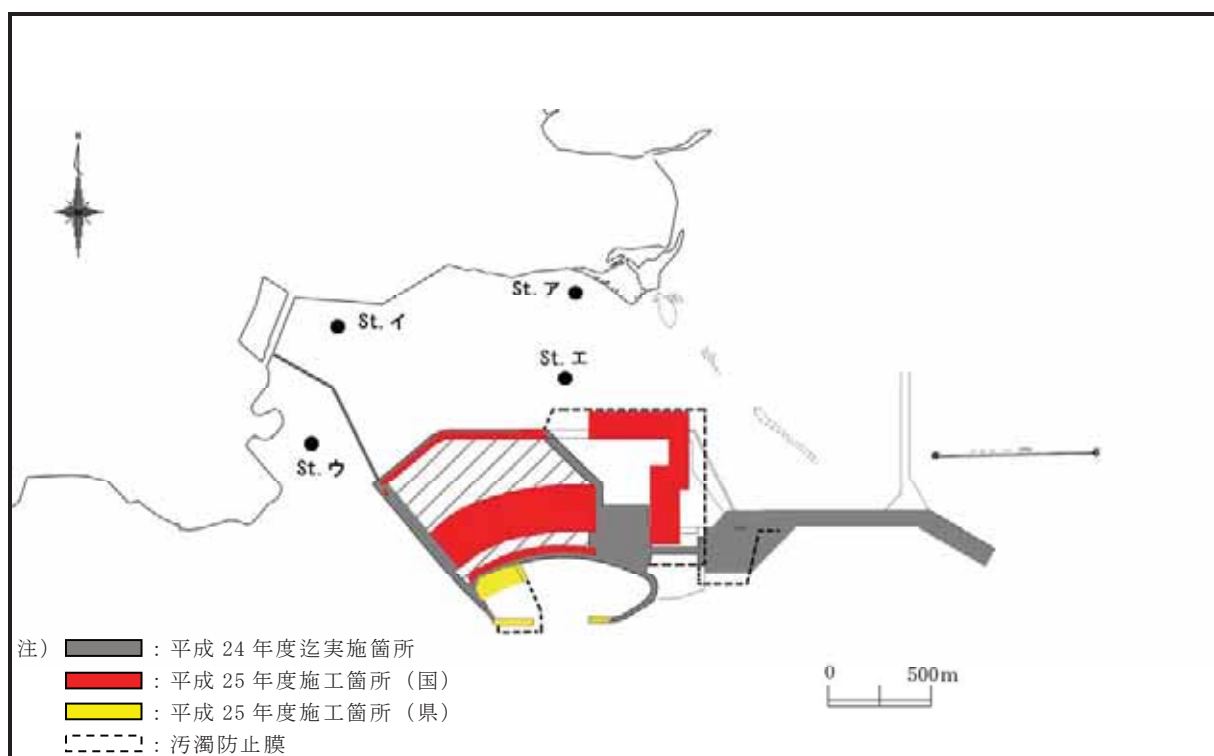 N
St. ア
St. イ
St. エ
St. ウ
0 500m
注） : 平成 24 年度迄実施箇所
: 平成 25 年度施工箇所（国）
: 平成 25 年度施工箇所（県）
: 汚濁防止膜